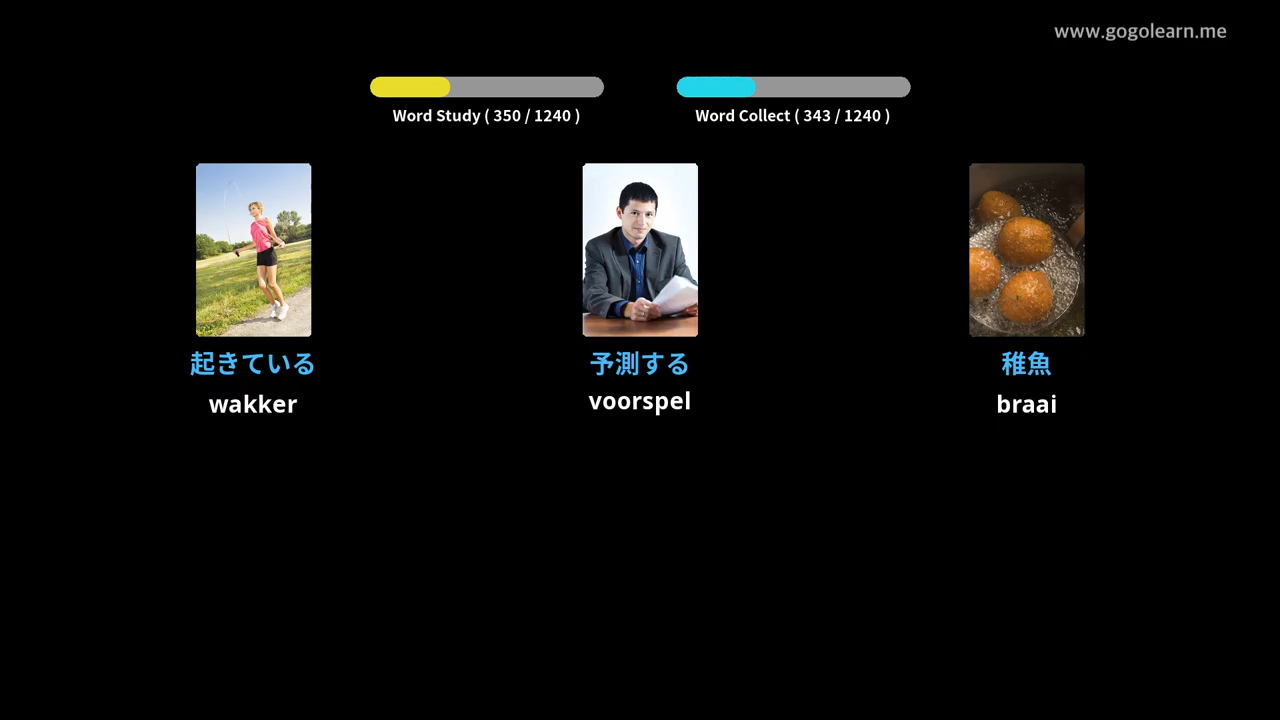 www.gogolearn.me
Word Study ( 350 / 1240 )
Word Collect ( 343 / 1240 )
起きている
予測する
稚魚
wakker
voorspel
braai